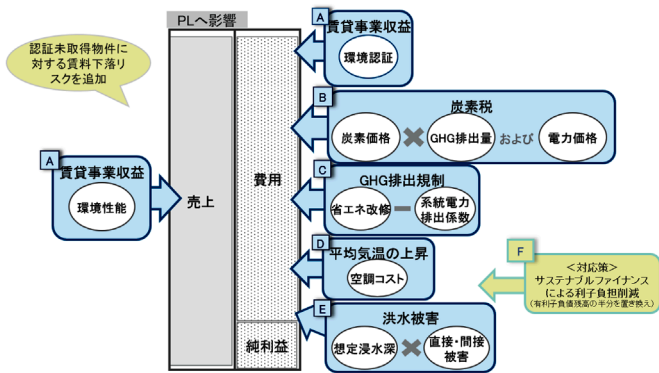 PLへ影響
認証未取得物件に
対する賃料下落リ
スクを追加
A
賃貸事業収益
環境性能
売上
費用
純利益
A
賃貸事業収益
環境認証
B
炭素税
炭素価格
GHG排出量
および
電力価格
C
GHG排出規制
省エネ改修
系統電力
排出係数
D
平均気温の上昇
空調コスト
E
洪水被害
想定浸水深
直接・間接
被害
F
<対応策>
サステナブルファイナンス
による利子負担削減
(有利子負債残高の半分を置き換え)